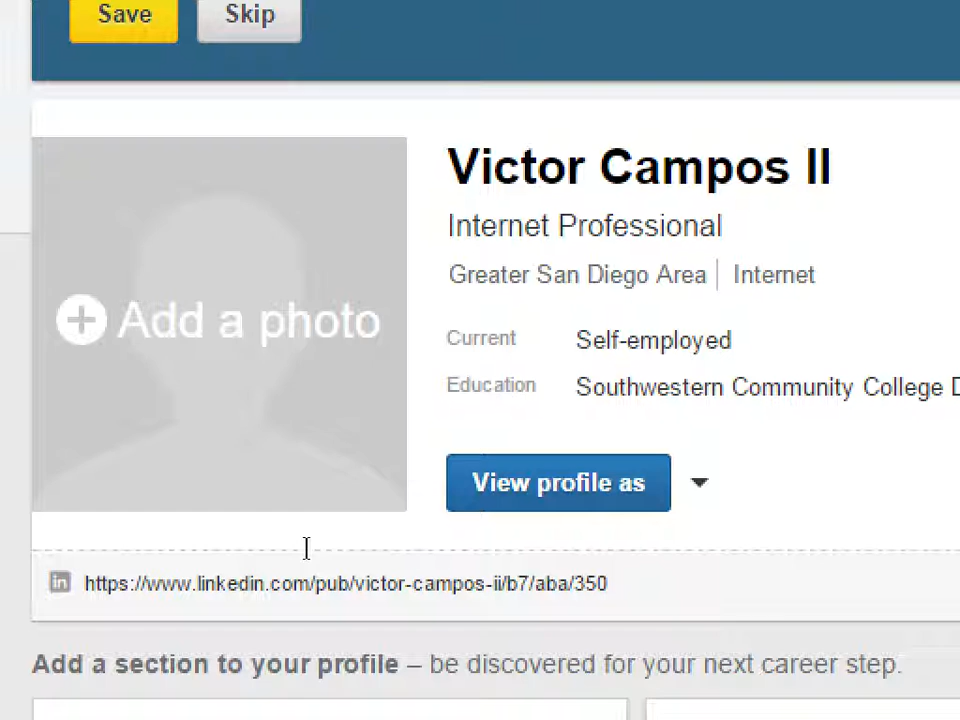 Save Skip
Victor Campos II
Internet Professional
Greater San Diego Area Internet
Add a photo
Current Self-employed
Education Southwestern Community College D
View profile as
in https://www.linkedin.com/pub/victor-campos-ii/b7/aba/350
Add a section to your profile – be discovered for your next career step.